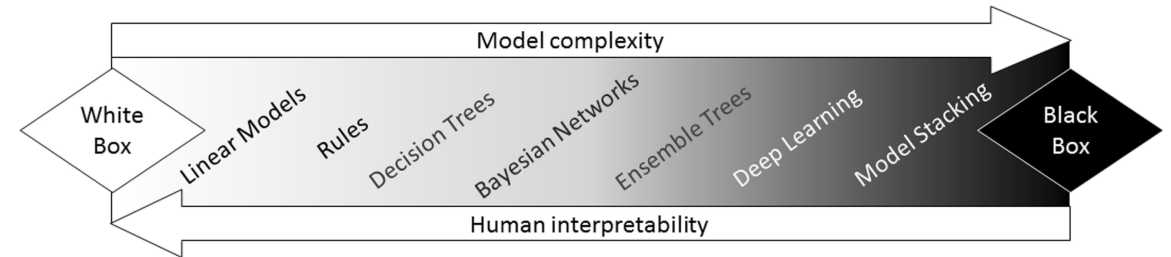 Model complexity
White
Box
Linear Models
Rules
Decision Trees
Bayesian Networks
Ensemble Trees
Deep Learning
Model Stacking
Black
Box
Human interpretability